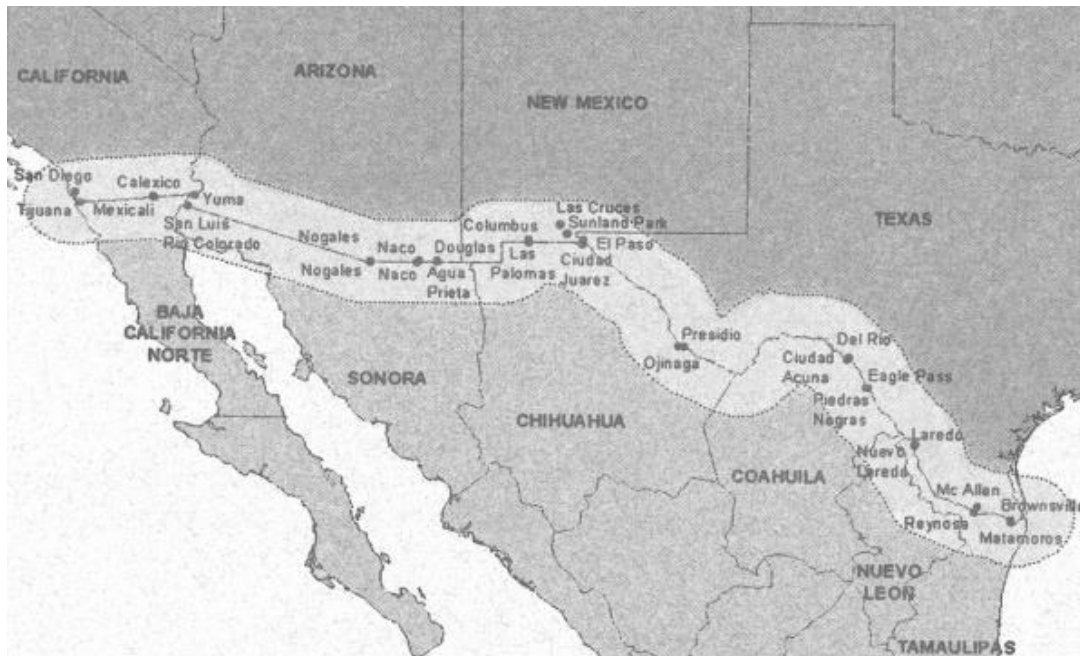 CALIFORNIA
ARIZONA
NEW MEXICO
TEXAS
San Diego
Calexico
Yuma
Tijuana
Mexicali
San Luis
Rio Colorado
Nogales
Nogales
Naco
Naco
Douglas
Agua
Prieta
Columbus
Las
Palomas
Las Cruces
Sunland Park
El Paso
Ciudad
Juarez
Presidio
Ojinaga
Del Rio
Ciudad
Acuna
Eagle Pass
Piedras
Negras
Laredo
Nuevo
Laredo
Mc Allen
Reynosa
Brownsville
Matamoros
BAJA
CALIFORNIA
NORTE
SONORA
CHIHUAHUA
COAHUILA
NUEVO
LEON
TAMAULIPAS